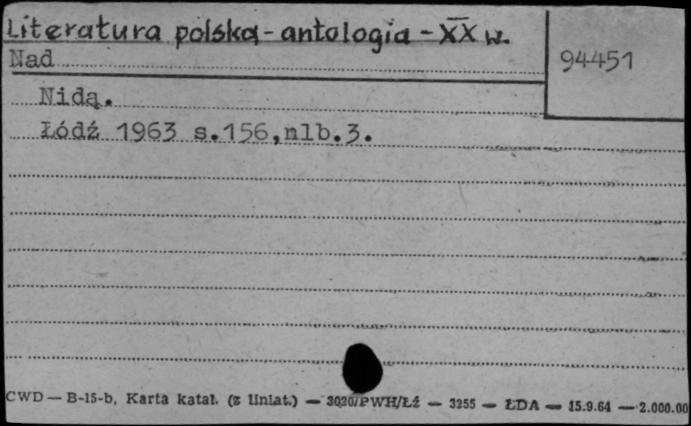 Literatura polska - antologia - XX w.
Nad
94451
Nidą.
Łódź 1963 s.156,nlb.3.
CWD — B-15-b, Karta katal. (z liniat.) — 3020/PWH/Łź — 3255 — ŁDA — 15.9.64 — 2.000.00